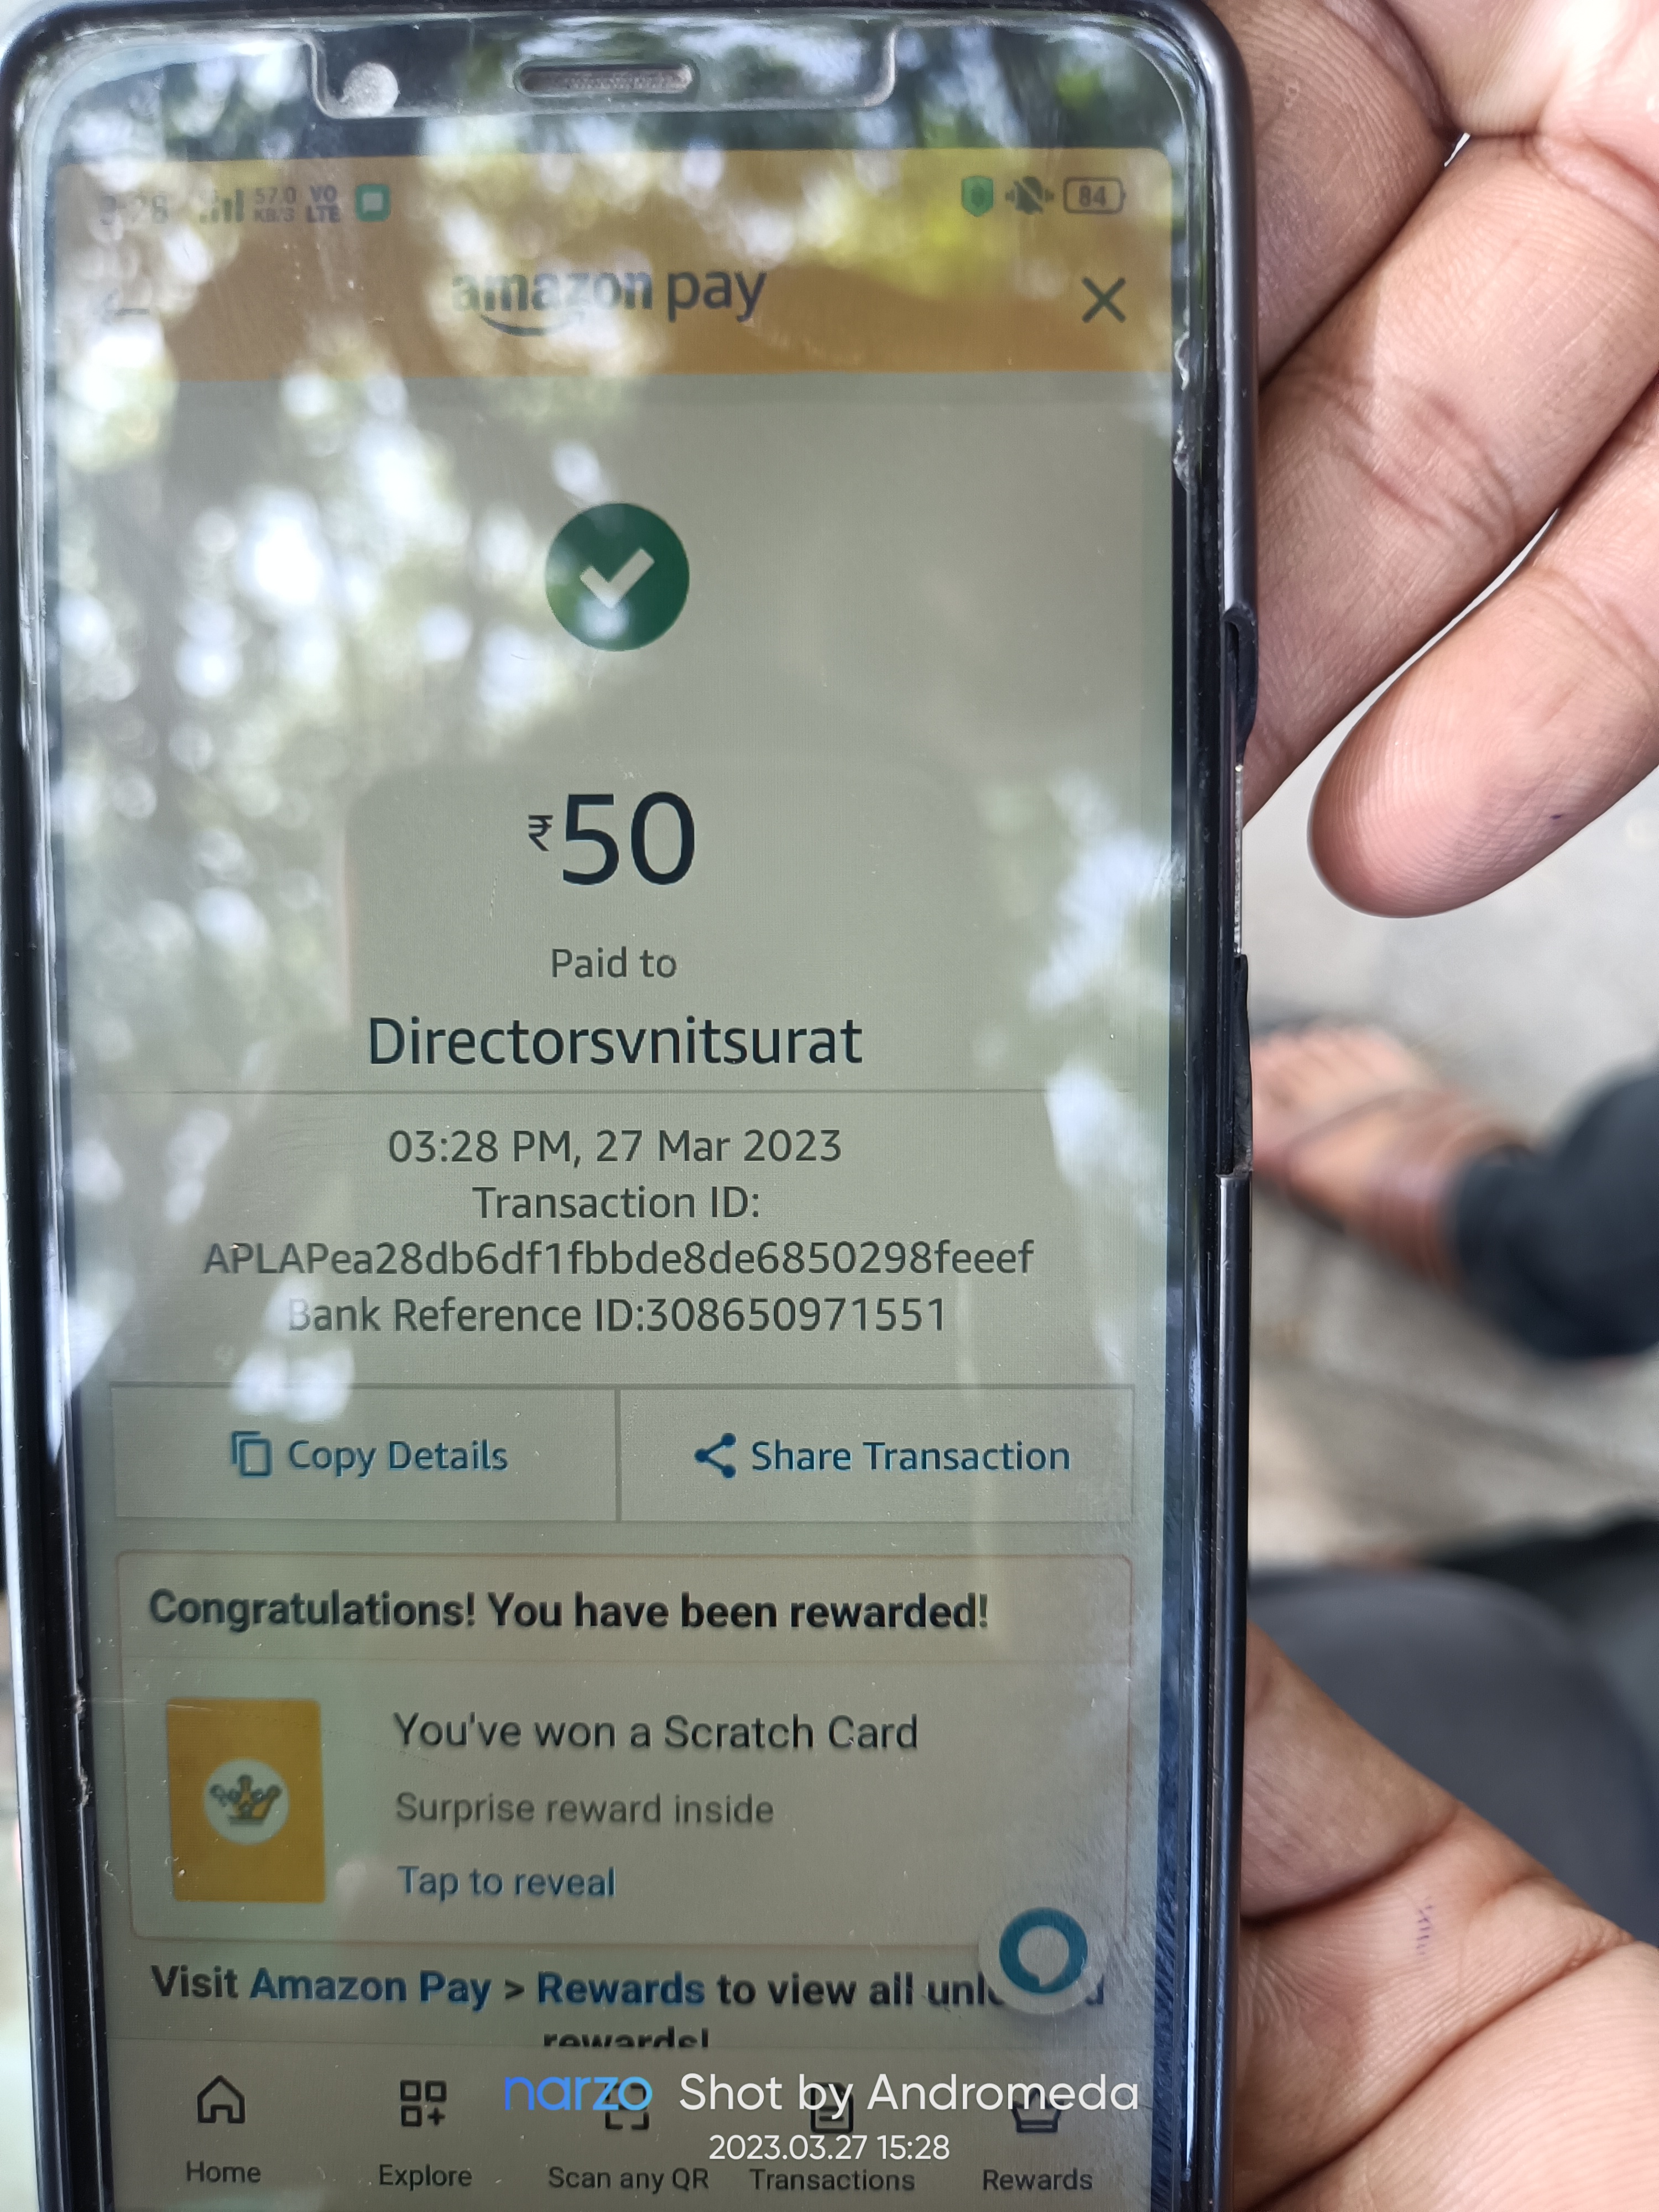 3:28 57.0 KB/S VO LTE 84
amazon pay
₹50
Paid to
Directorsvnitsurat
03:28 PM, 27 Mar 2023
Transaction ID:
APLAPea28db6df1fbbde8de6850298feeef
Bank Reference ID:308650971551
Copy Details Share Transaction
Congratulations! You have been rewarded!
You've won a Scratch Card
Surprise reward inside
Tap to reveal
Visit Amazon Pay > Rewards to view all
rewards!
narzo Shot by Andromeda
2023.03.27 15:28
Home Explore Scan any QR Transactions Rewards